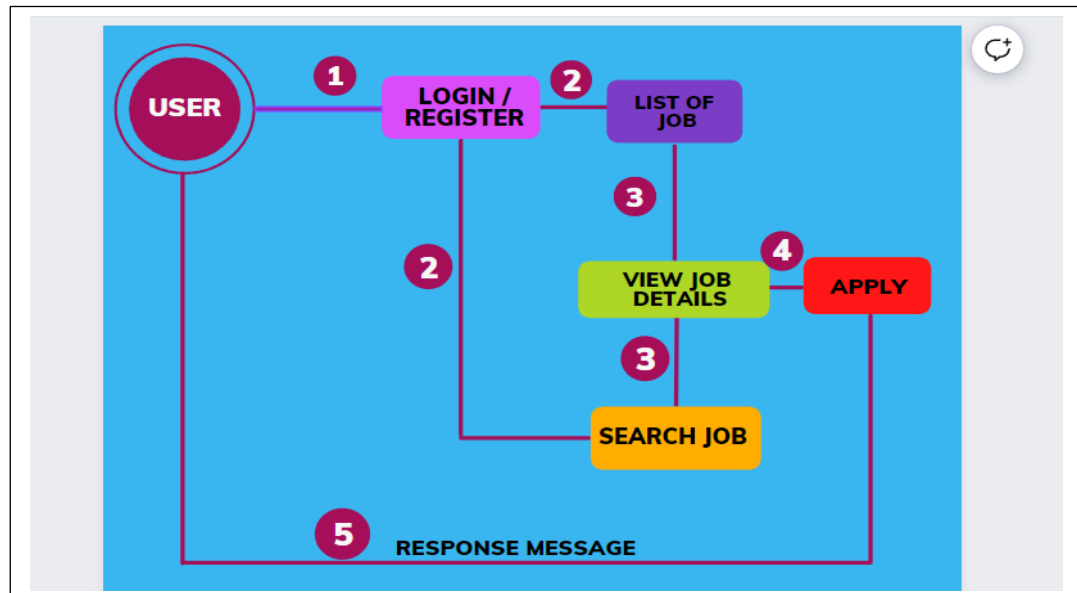 USER
1
LOGIN /
REGISTER
2
LIST OF
JOB
3
2
VIEW JOB
DETAILS
4
APPLY
3
SEARCH JOB
5
RESPONSE MESSAGE